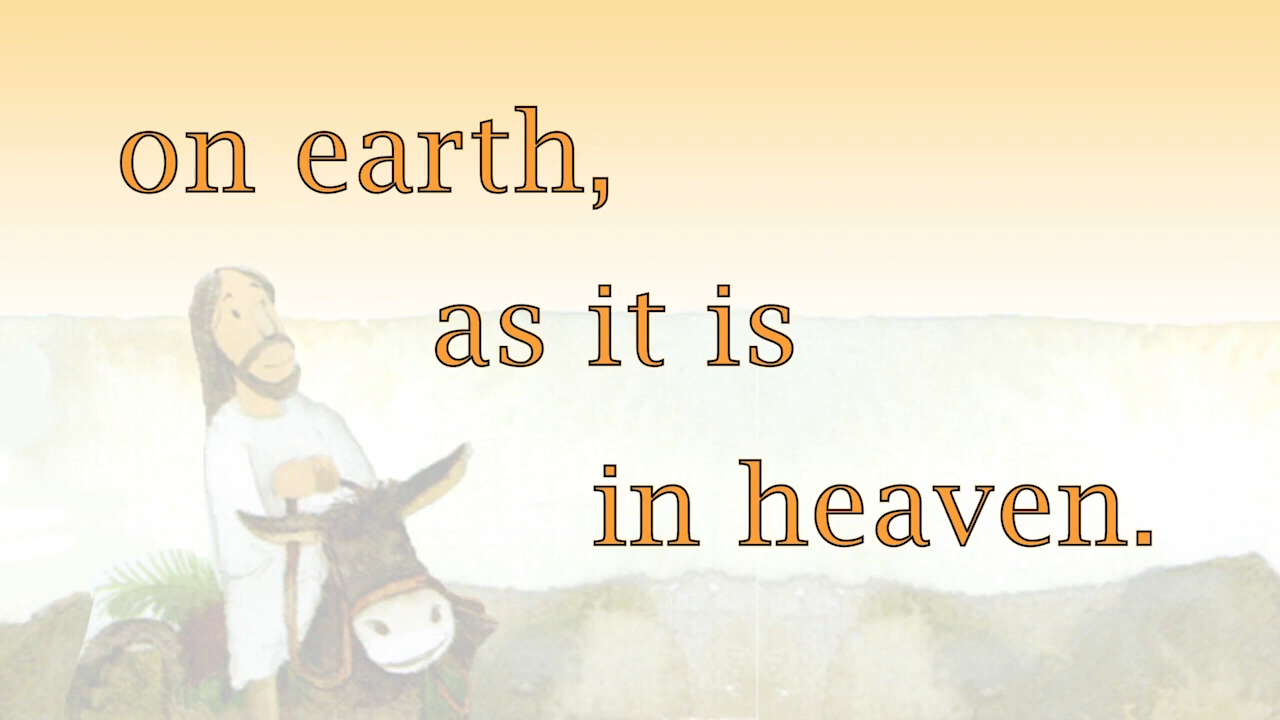 on earth,
as it is
in heaven.